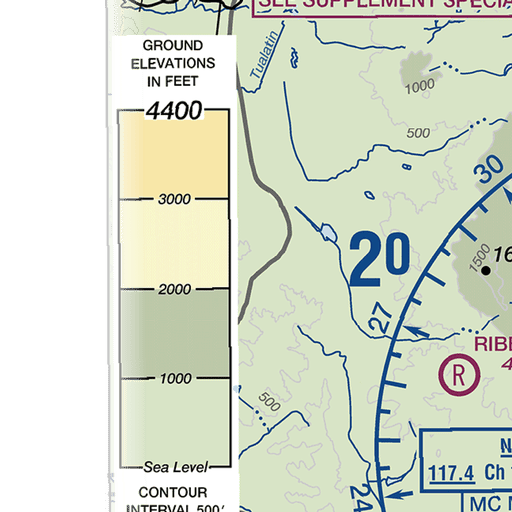 SEE SUPPLEMENT SPECIA
GROUND
ELEVATIONS
IN FEET
Tualatin
4400
1000
500
30
3000
20
1500
16
2000
27
RIBE
4
R
1000
500
N
117.4 Ch
Sea Level
24
MC M
CONTOUR
INTERVAL 500'